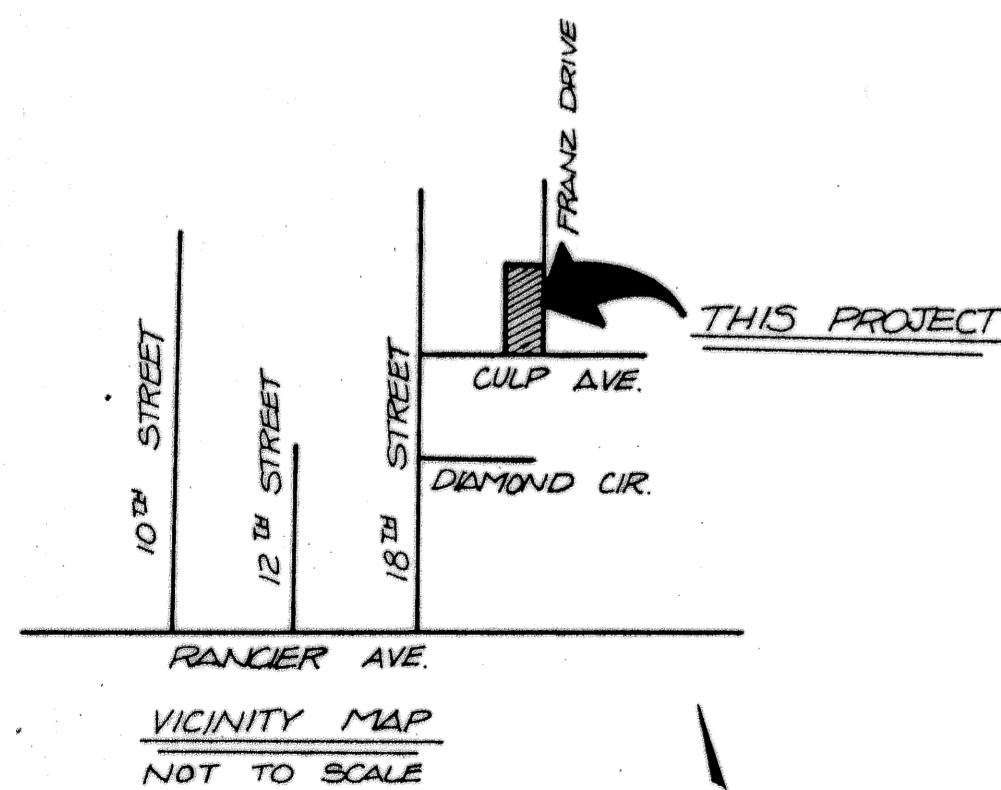 FRANZ DRIVE
THIS PROJECT
CULP AVE.
DIAMOND CIR.
10TH STREET
12TH STREET
18TH STREET
RANCIER AVE.
VICINITY MAP
NOT TO SCALE